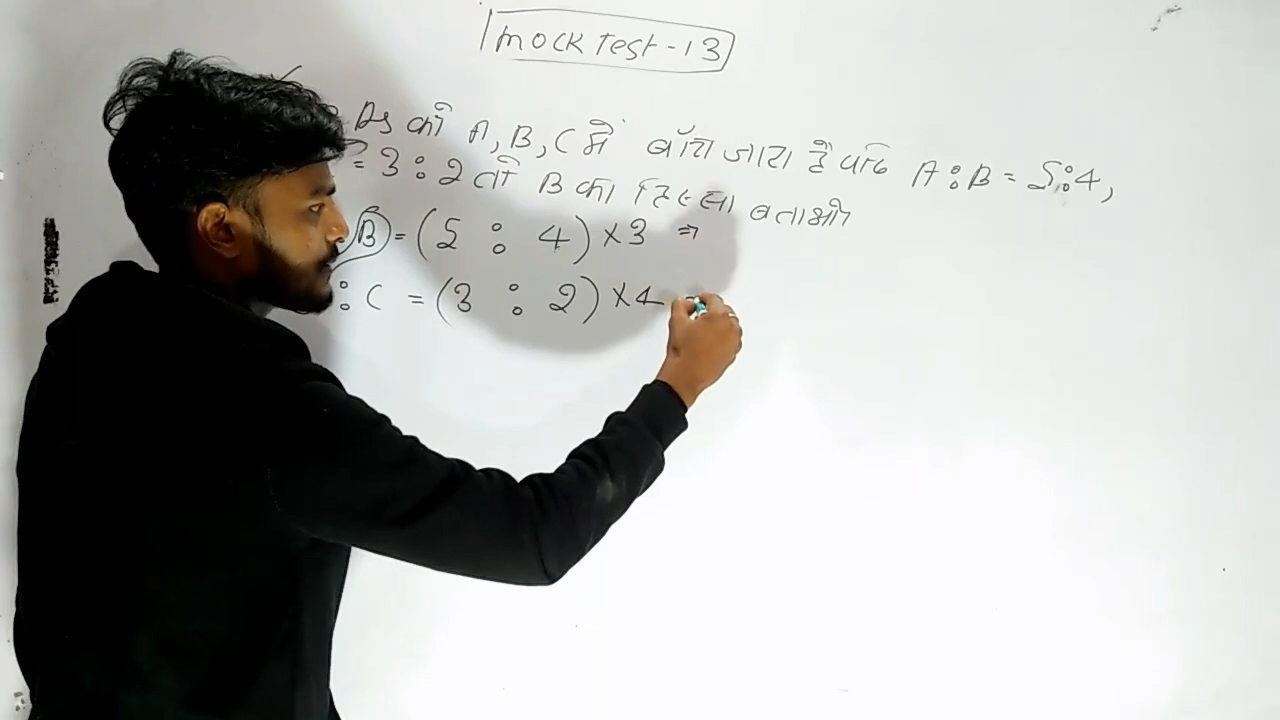 mock Test - 13
Rs को A, B, C में बाँटा जाता है यदि A : B = 5 : 4,
= 3 : 2 तो B का हिस्सा बताओ
B = (5 : 4) × 3 ⇒
: C = (3 : 2) × 4